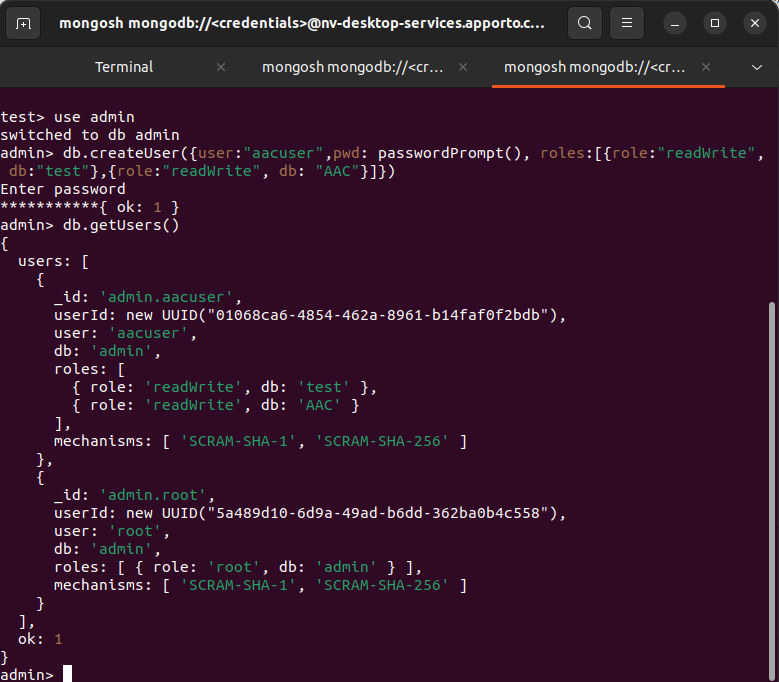 mongosh mongodb://<credentials>@nv-desktop-services.apporto.c...
Terminal
mongosh mongodb://<cr...
mongosh mongodb://<cr...
test> use admin
switched to db admin
admin> db.createUser({user:"aacuser",pwd: passwordPrompt(), roles:[{role:"readWrite",
 db:"test"},{role:"readWrite", db: "AAC"}]})
Enter password
***********{ ok: 1 }
admin> db.getUsers()
{
  users: [
    {
      _id: 'admin.aacuser',
      userId: new UUID("01068ca6-4854-462a-8961-b14faf0f2bdb"),
      user: 'aacuser',
      db: 'admin',
      roles: [
        { role: 'readWrite', db: 'test' },
        { role: 'readWrite', db: 'AAC' }
      ],
      mechanisms: [ 'SCRAM-SHA-1', 'SCRAM-SHA-256' ]
    },
    {
      _id: 'admin.root',
      userId: new UUID("5a489d10-6d9a-49ad-b6dd-362ba0b4c558"),
      user: 'root',
      db: 'admin',
      roles: [ { role: 'root', db: 'admin' } ],
      mechanisms: [ 'SCRAM-SHA-1', 'SCRAM-SHA-256' ]
    }
  ],
  ok: 1
}
admin>